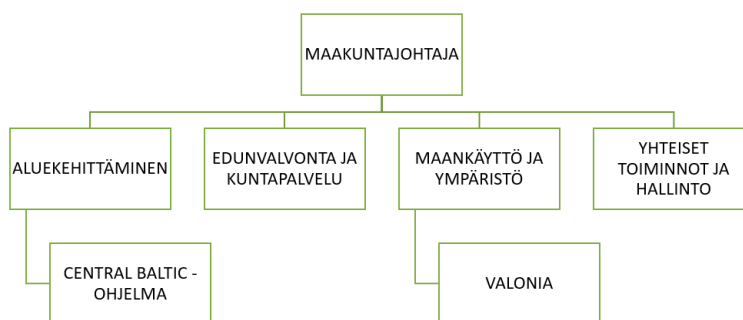 MAAKUNTAJOHTAJA
ALUEKEHITTÄMINEN
EDUNVALVONTA JA
KUNTAPALVELU
MAANKÄYTTÖ JA
YMPÄRISTÖ
YHTEISET
TOIMINNOT JA
HALLINTO
CENTRAL BALTIC -
OHJELMA
VALONIA